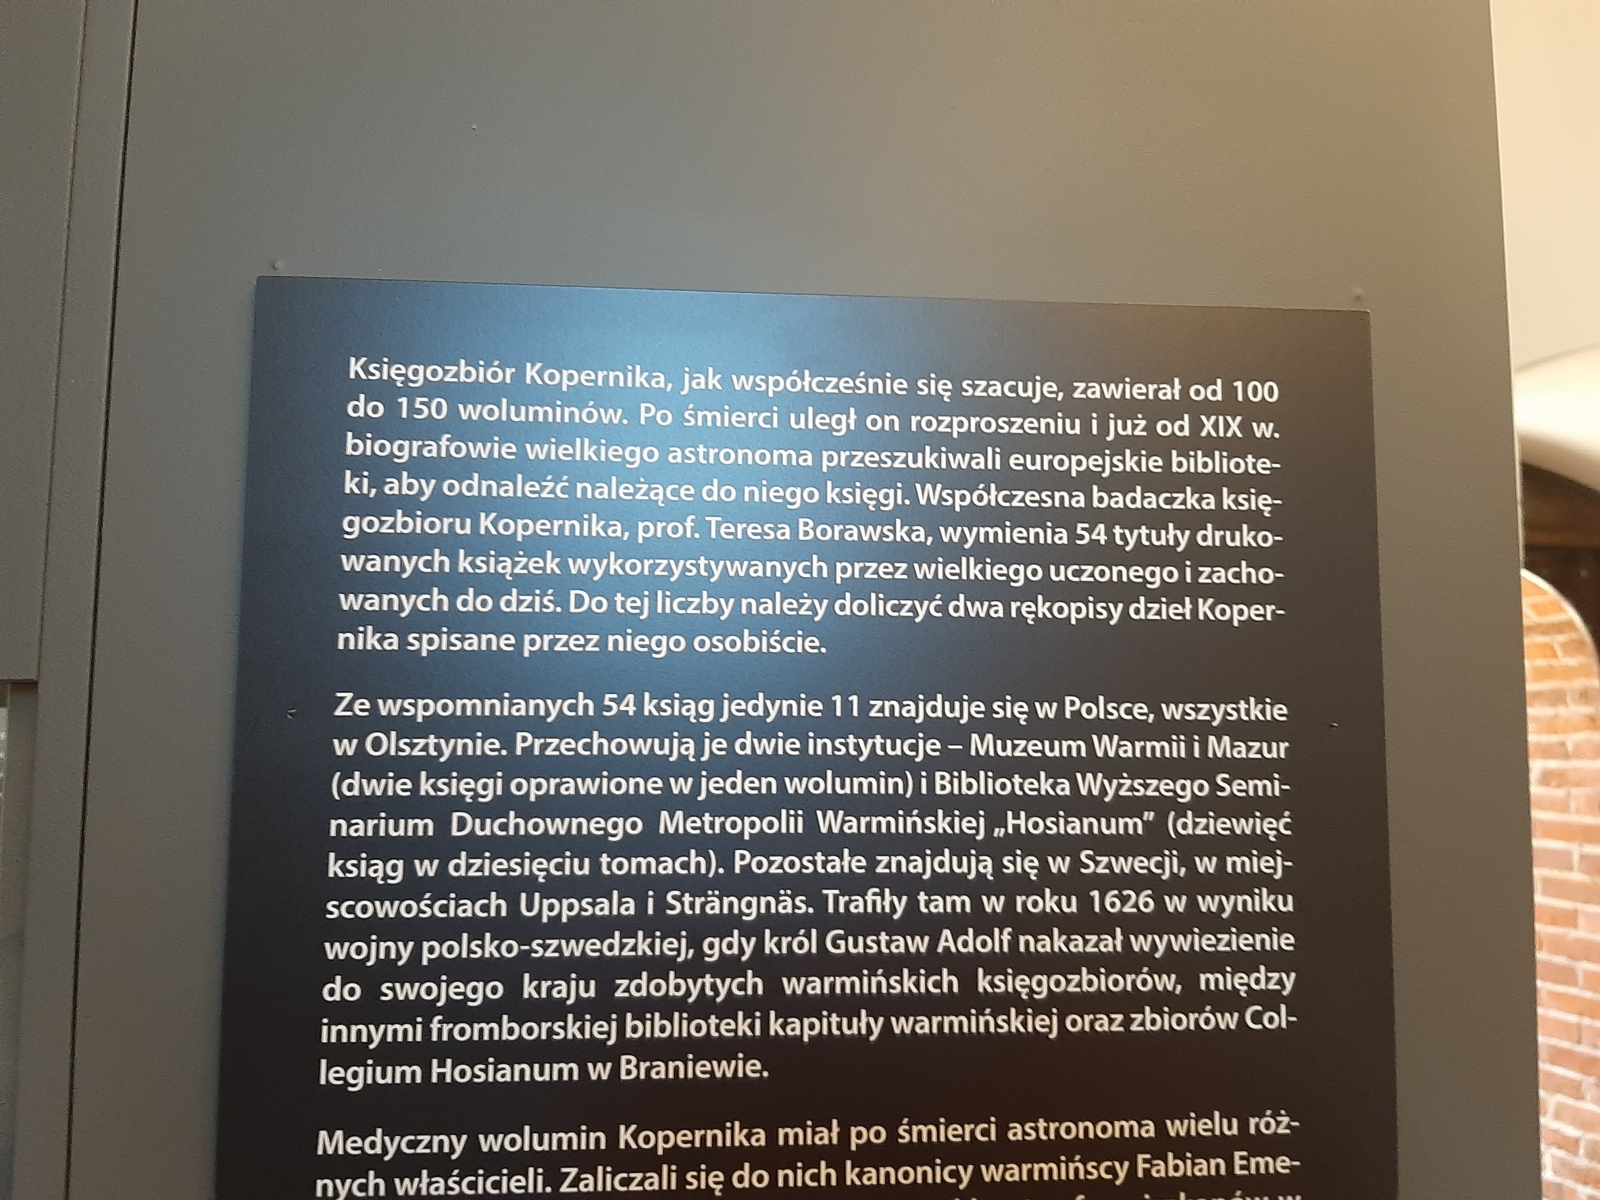 Księgozbiór Kopernika, jak współcześnie się szacuje, zawierał od 100
do 150 woluminów. Po śmierci uległ on rozproszeniu i już od XIX w.
biografowie wielkiego astronoma przeszukiwali europejskie bibliote-
ki, aby odnaleźć należące do niego księgi. Współczesna badaczka księ-
gozbioru Kopernika, prof. Teresa Borawska, wymienia 54 tytuły druko-
wanych książek wykorzystywanych przez wielkiego uczonego i zacho-
wanych do dziś. Do tej liczby należy doliczyć dwa rękopisy dzieł Koper-
nika spisane przez niego osobiście.
Ze wspomnianych 54 ksiąg jedynie 11 znajduje się w Polsce, wszystkie
w Olsztynie. Przechowują je dwie instytucje – Muzeum Warmii i Mazur
(dwie księgi oprawione w jeden wolumin) i Biblioteka Wyższego Semi-
narium Duchownego Metropolii Warmińskiej „Hosianum” (dziewięć
ksiąg w dziesięciu tomach). Pozostałe znajdują się w Szwecji, w miej-
scowościach Uppsala i Strängnäs. Trafiły tam w roku 1626 w wyniku
wojny polsko-szwedzkiej, gdy król Gustaw Adolf nakazał wywiezienie
do swojego kraju zdobytych warmińskich księgozbiorów, między
innymi fromborskiej biblioteki kapituły warmińskiej oraz zbiorów Col-
legium Hosianum w Braniewie.
Medyczny wolumin Kopernika miał po śmierci astronoma wielu róż-
nych właścicieli. Zaliczali się do nich kanonicy warmińscy Fabian Eme-